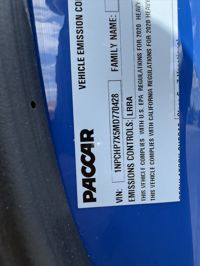 VEHICLE EMISSION CO
FAMILY NAME:
PACCAR
VIN: 1NPCHP7X5MD770428
EMISSIONS CONTROLS: LRRA
THIS VEHICLE COMPLIES WITH U.S. EPA REGULATIONS FOR 2020 HEAVY
THIS VEHICLE COMPLIES WITH CALIFORNIA REGULATIONS FOR 2020 HEAVY